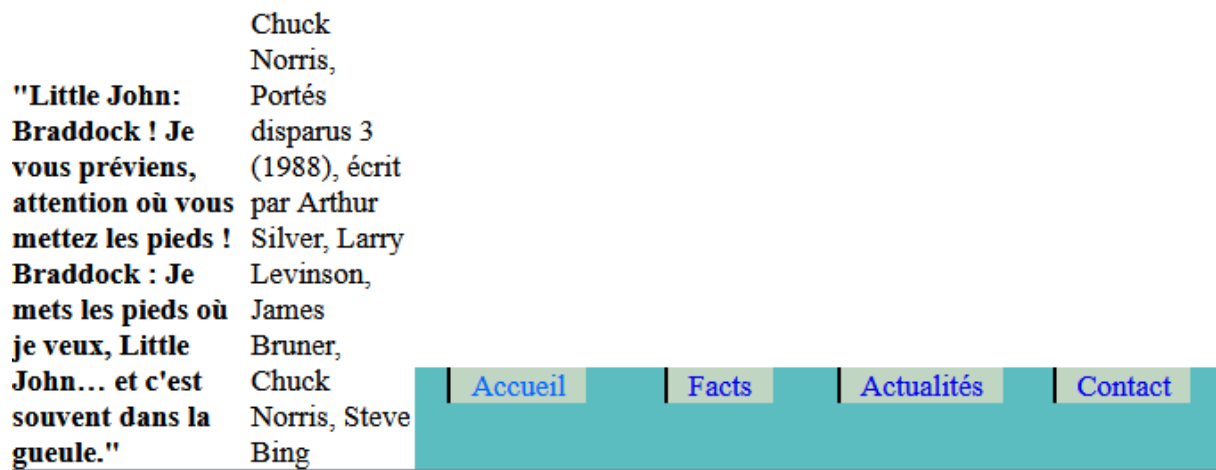 "Little John:
Braddock ! Je
vous préviens,
attention où vous
mettez les pieds !
Braddock : Je
mets les pieds où
je veux, Little
John… et c'est
souvent dans la
gueule."
Chuck
Norris,
Portés
disparus 3
(1988), écrit
par Arthur
Silver, Larry
Levinson,
James
Bruner,
Chuck
Norris, Steve
Bing
Accueil Facts Actualités Contact